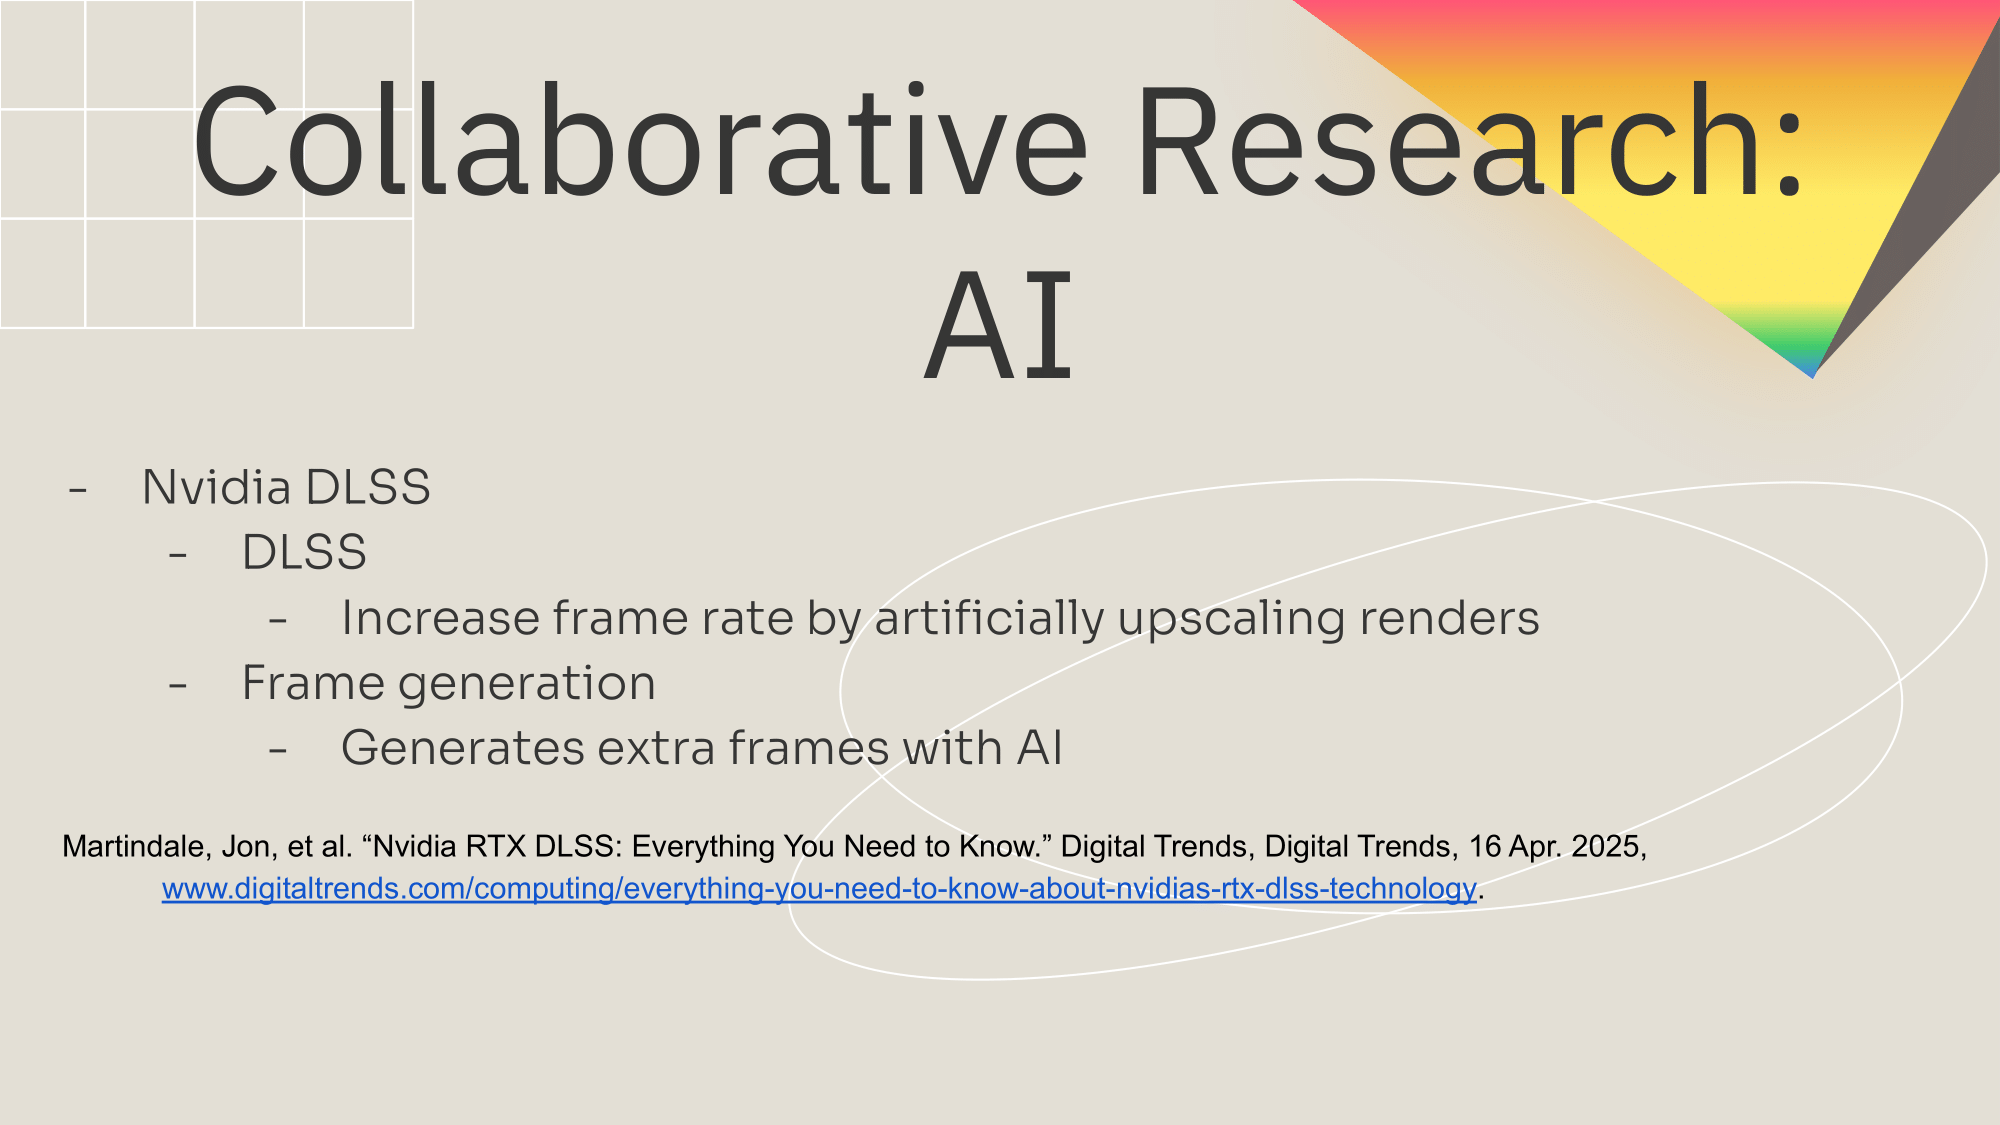 Collaborative Research:
AI
- Nvidia DLSS
- DLSS
- Increase frame rate by artificially upscaling renders
- Frame generation
- Generates extra frames with AI
Martindale, Jon, et al. “Nvidia RTX DLSS: Everything You Need to Know.” Digital Trends, Digital Trends, 16 Apr. 2025,
www.digitaltrends.com/computing/everything-you-need-to-know-about-nvidias-rtx-dlss-technology.